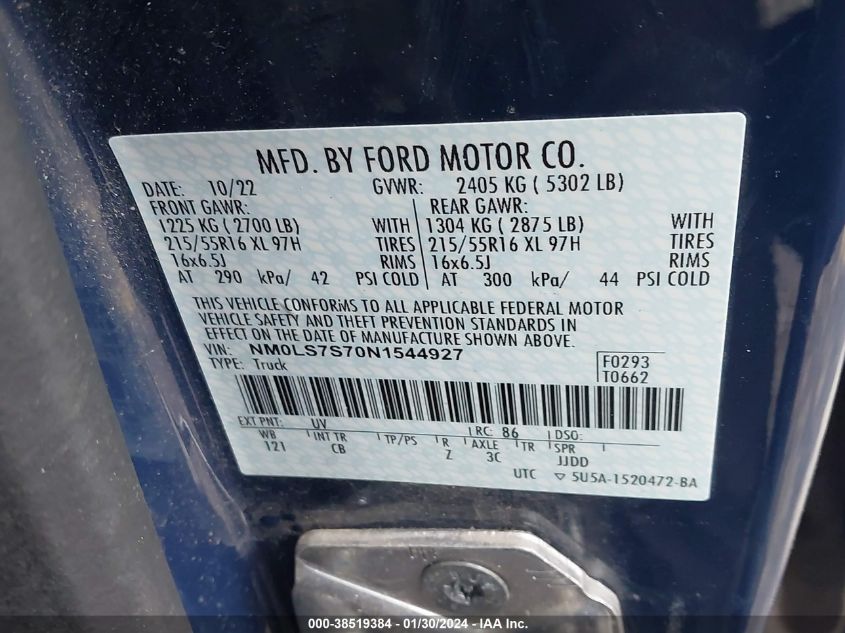 MFD. BY FORD MOTOR CO.
DATE: 10/22 GVWR: 2405 KG ( 5302 LB)
FRONT GAWR: REAR GAWR:
1225 KG ( 2700 LB) WITH 1304 KG ( 2875 LB) WITH
215/55R16 XL 97H TIRES 215/55R16 XL 97H TIRES
16x6.5J RIMS 16x6.5J RIMS
AT 290 kPa/ 42 PSI COLD AT 300 kPa/ 44 PSI COLD
THIS VEHICLE CONFORMS TO ALL APPLICABLE FEDERAL MOTOR
VEHICLE SAFETY AND THEFT PREVENTION STANDARDS IN
EFFECT ON THE DATE OF MANUFACTURE SHOWN ABOVE.
VIN: NM0LS7S70N1544927 F0293
TYPE: Truck T0662
EXT PNT: UV RC: 86 DSO:
WB INT TR TP/PS R AXLE TR SPR
121 CB Z 3C JJDD
UTC ▽ 5U5A-1520472-BA
000-38519384 - 01/30/2024 - IAA Inc.